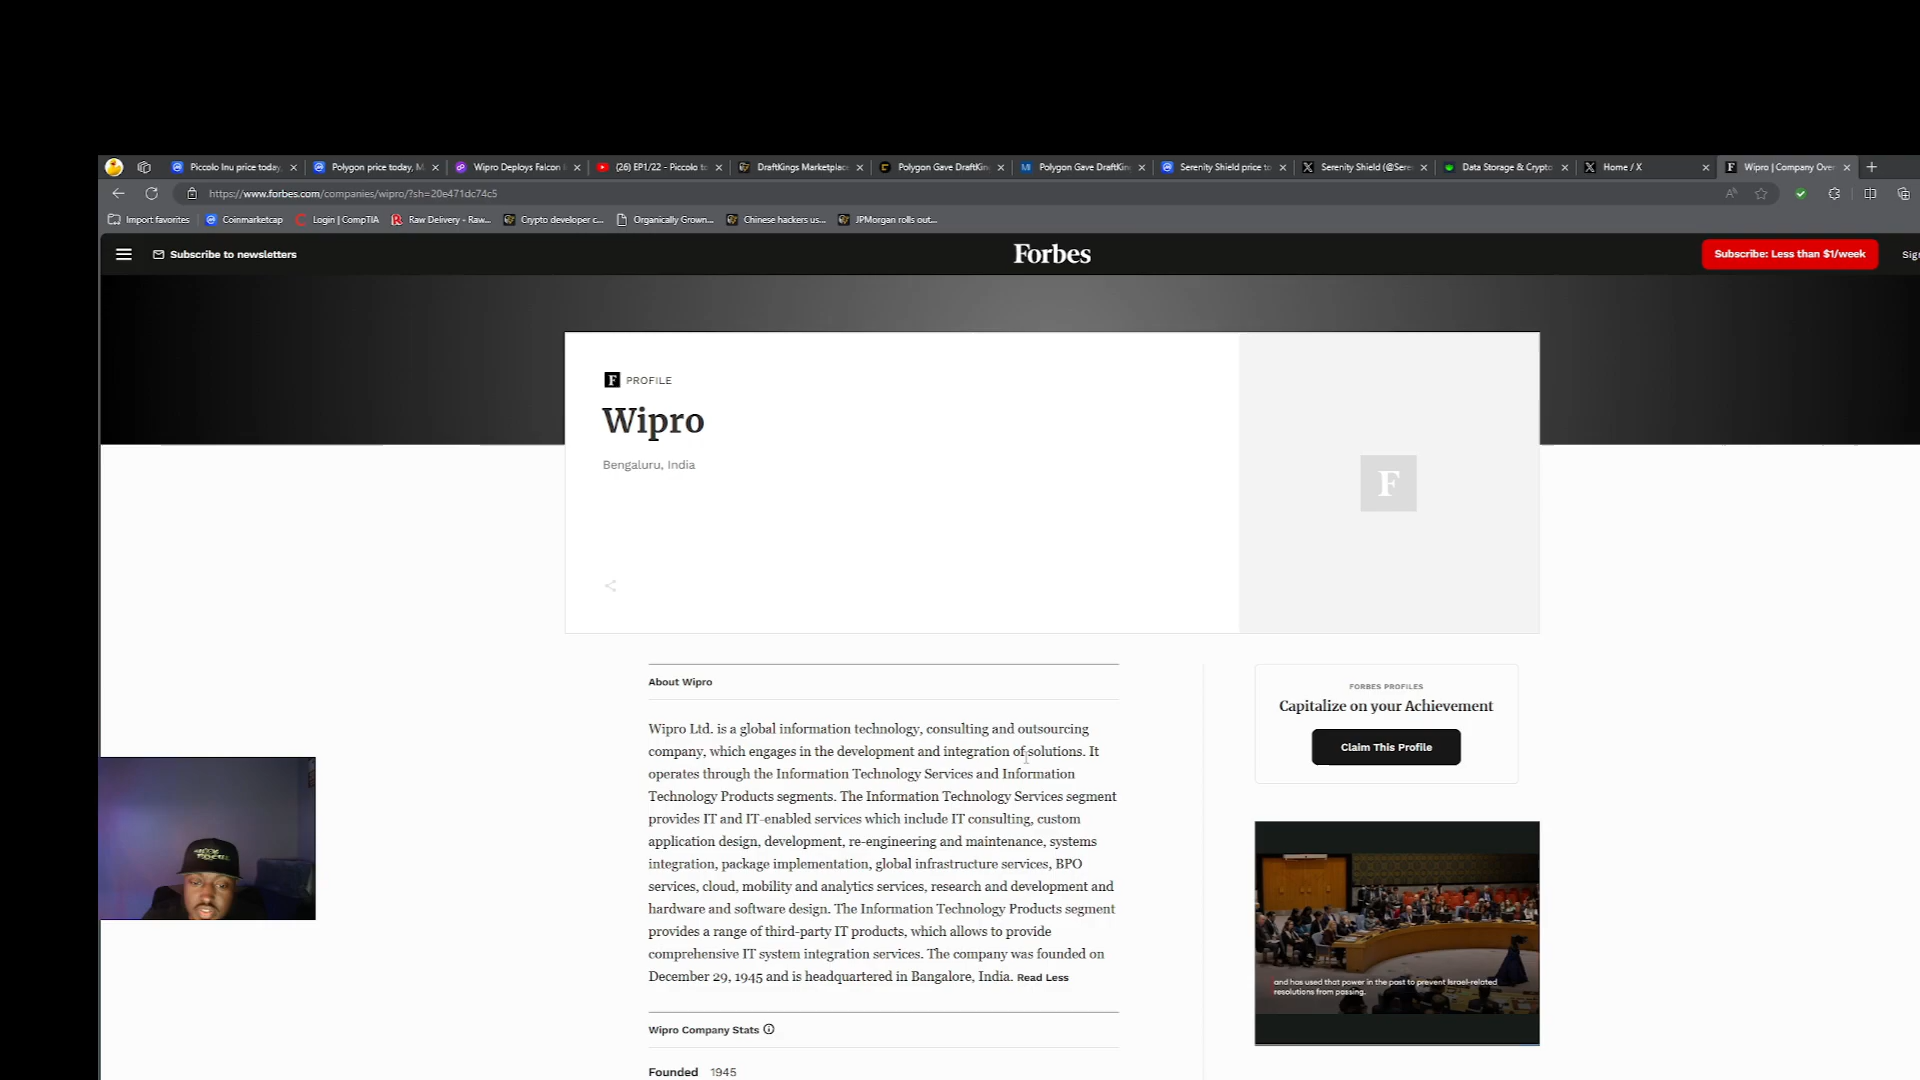 Piccolo Inu price today,
Polygon price today, M
Wipro Deploys Falcon
(26) EP1/22 - Piccolo to
DraftKings Marketplace
Polygon Gave DraftKin
Polygon Gave DraftKin
Serenity Shield price to
Serenity Shield (@Sere
Data Storage & Crypto
Home / X
Wipro | Company Ove
https://www.forbes.com/companies/wipro/?sh=20e471dc74c5
Import favorites
Coinmarketcap
Login | CompTIA
Raw Delivery - Raw...
Crypto developer c...
Organically Grown...
Chinese hackers us...
JPMorgan rolls out...
Subscribe to newsletters
Forbes
Subscribe: Less than $1/week
Sig
F PROFILE
Wipro
Bengaluru, India
F
About Wipro
Wipro Ltd. is a global information technology, consulting and outsourcing
company, which engages in the development and integration of solutions. It
operates through the Information Technology Services and Information
Technology Products segments. The Information Technology Services segment
provides IT and IT-enabled services which include IT consulting, custom
application design, development, re-engineering and maintenance, systems
integration, package implementation, global infrastructure services, BPO
services, cloud, mobility and analytics services, research and development and
hardware and software design. The Information Technology Products segment
provides a range of third-party IT products, which allows to provide
comprehensive IT system integration services. The company was founded on
December 29, 1945 and is headquartered in Bangalore, India. Read Less
Wipro Company Stats
Founded 1945
FORBES PROFILES
Capitalize on your Achievement
Claim This Profile
and has used that power in the past to prevent Israel-related
resolutions from passing.